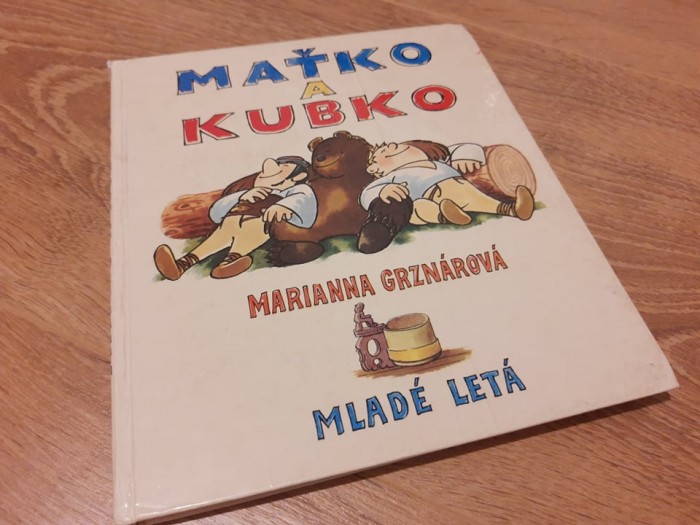 MAŤKO
A
KUBKO
MARIANNA GRZNÁROVÁ
MLADÉ LETÁ